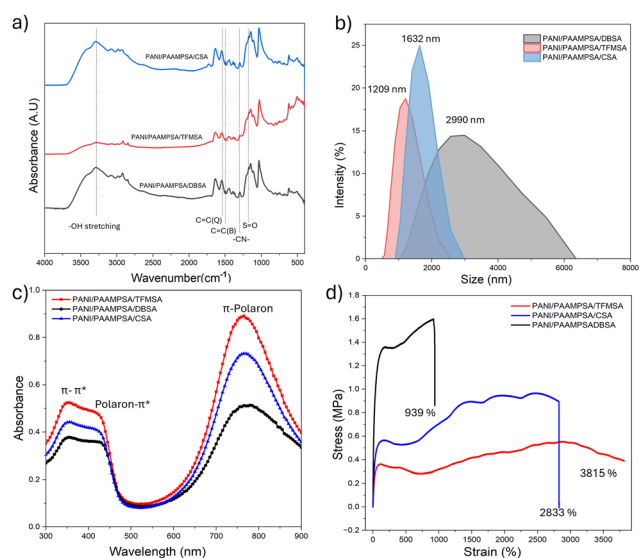 a)
PANI/PAAMPSA/CSA
PANI/PAAMPSA/TFMSA
PANI/PAAMPSA/DBSA
-OH stretching
C=C(Q)
C=C(B)
-CN-
S=O
Absorbance (A.U)
4000 3500 3000 2500 2000 1500 1000 500
Wavenumber(cm-1)
b)
PANI/PAAMPSA/DBSA
PANI/PAAMPSA/TFMSA
PANI/PAAMPSA/CSA
1632 nm
1209 nm
2990 nm
Intensity (%)
30
25
20
15
10
5
0
0 2000 4000 6000 8000
Size (nm)
c)
PANI/PAAMPSA/TFMSA
PANI/PAAMPSA/DBSA
PANI/PAAMPSA/CSA
π-Polaron
π- π*
Polaron-π*
Absorbance
1.0
0.8
0.6
0.4
0.2
0.0
300 400 500 600 700 800 900
Wavelength (nm)
d)
PANI/PAAMPSA/TFMSA
PANI/PAAMPSA/CSA
PANI/PAAMPSADBSA
939 %
3815 %
2833 %
Stress (MPa)
1.8
1.6
1.4
1.2
1.0
0.8
0.6
0.4
0.2
0.0
−0.2
0 500 1000 1500 2000 2500 3000 3500
Strain (%)